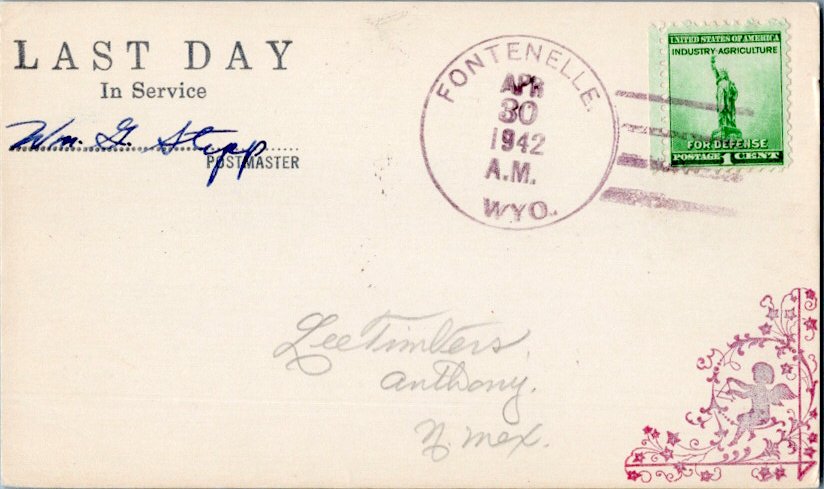 LAST DAY
In Service
Wm. G. Stepp
POSTMASTER
FONTENELLE.
APR
30
1942
A.M.
WYO.
UNITED STATES OF AMERICA
INDUSTRY·AGRICULTURE
FOR DEFENSE
POSTAGE 1 CENT
Lee Timbers,
Anthony.
N. Mex.